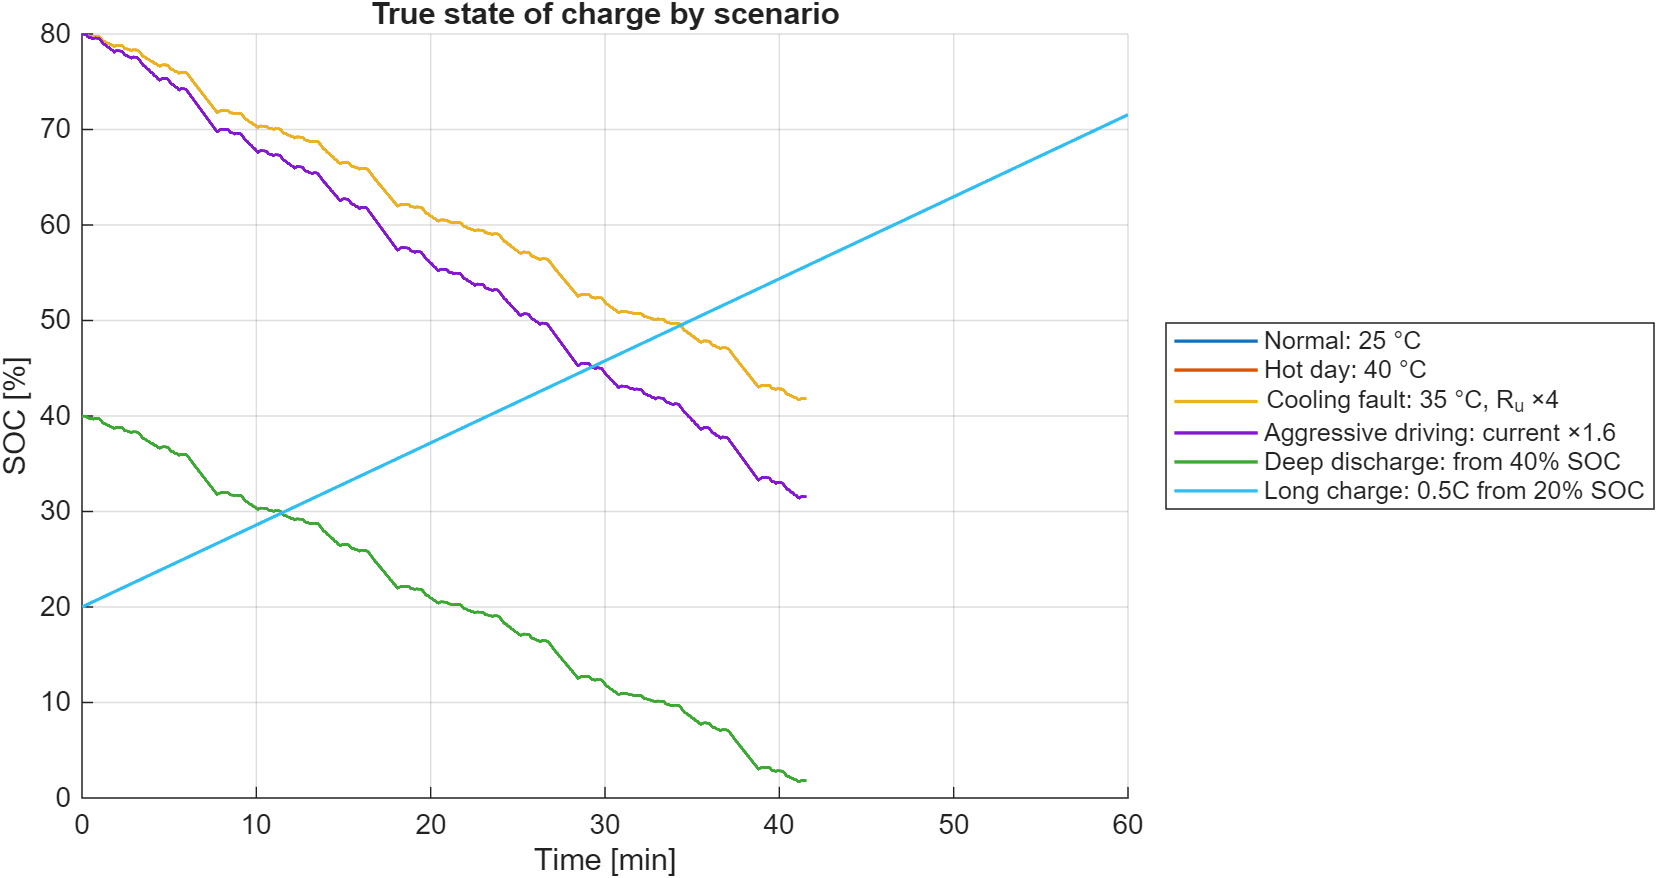 True state of charge by scenario
80
70
60
50
40
30
20
10
0
SOC [%]
0 10 20 30 40 50 60
Time [min]
Normal: 25 °C
Hot day: 40 °C
Cooling fault: 35 °C, Ru ×4
Aggressive driving: current ×1.6
Deep discharge: from 40% SOC
Long charge: 0.5C from 20% SOC